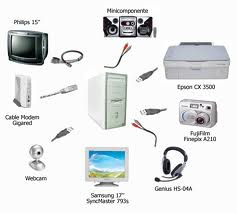 Minicomponente
Philips 15"
Epson CX 3500
Cable Modem
Gigared
FujiFilm
Finepix A210
Webcam
Samsung 17"
SyncMaster 793s
Genius HS-04A